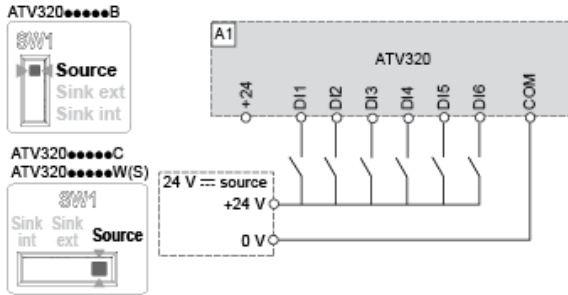 ATV320●●●●●B
SW1
Source
Sink ext
Sink int
ATV320●●●●●C
ATV320●●●●●W(S)
SW1
Sink int
Sink ext
Source
A1
ATV320
+24
DI1
DI2
DI3
DI4
DI5
DI6
COM
24 V ⎓ source
+24 V
0 V